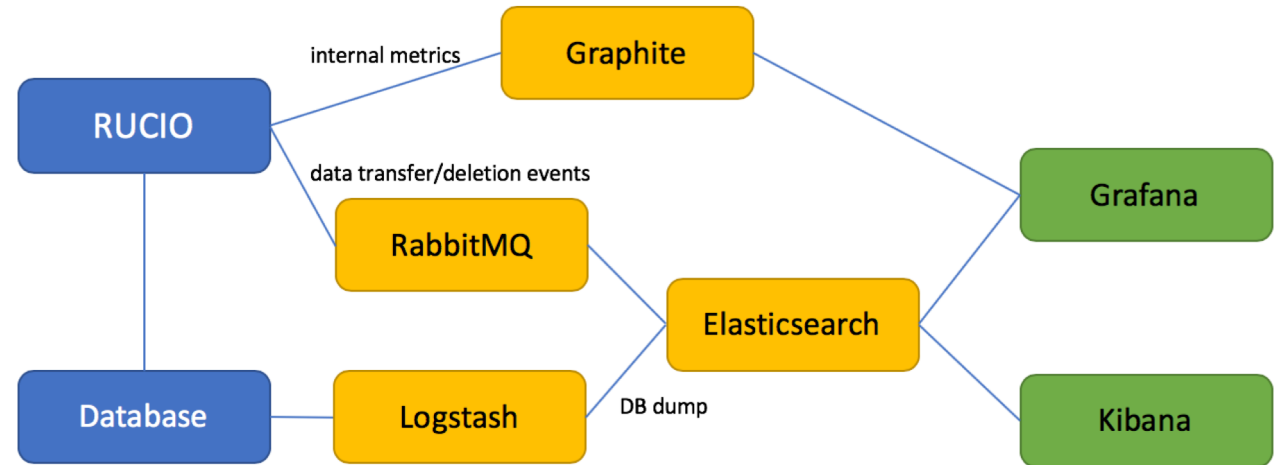 internal metrics
Graphite
RUCIO
data transfer/deletion events
Grafana
RabbitMQ
Elasticsearch
Database
Logstash
DB dump
Kibana